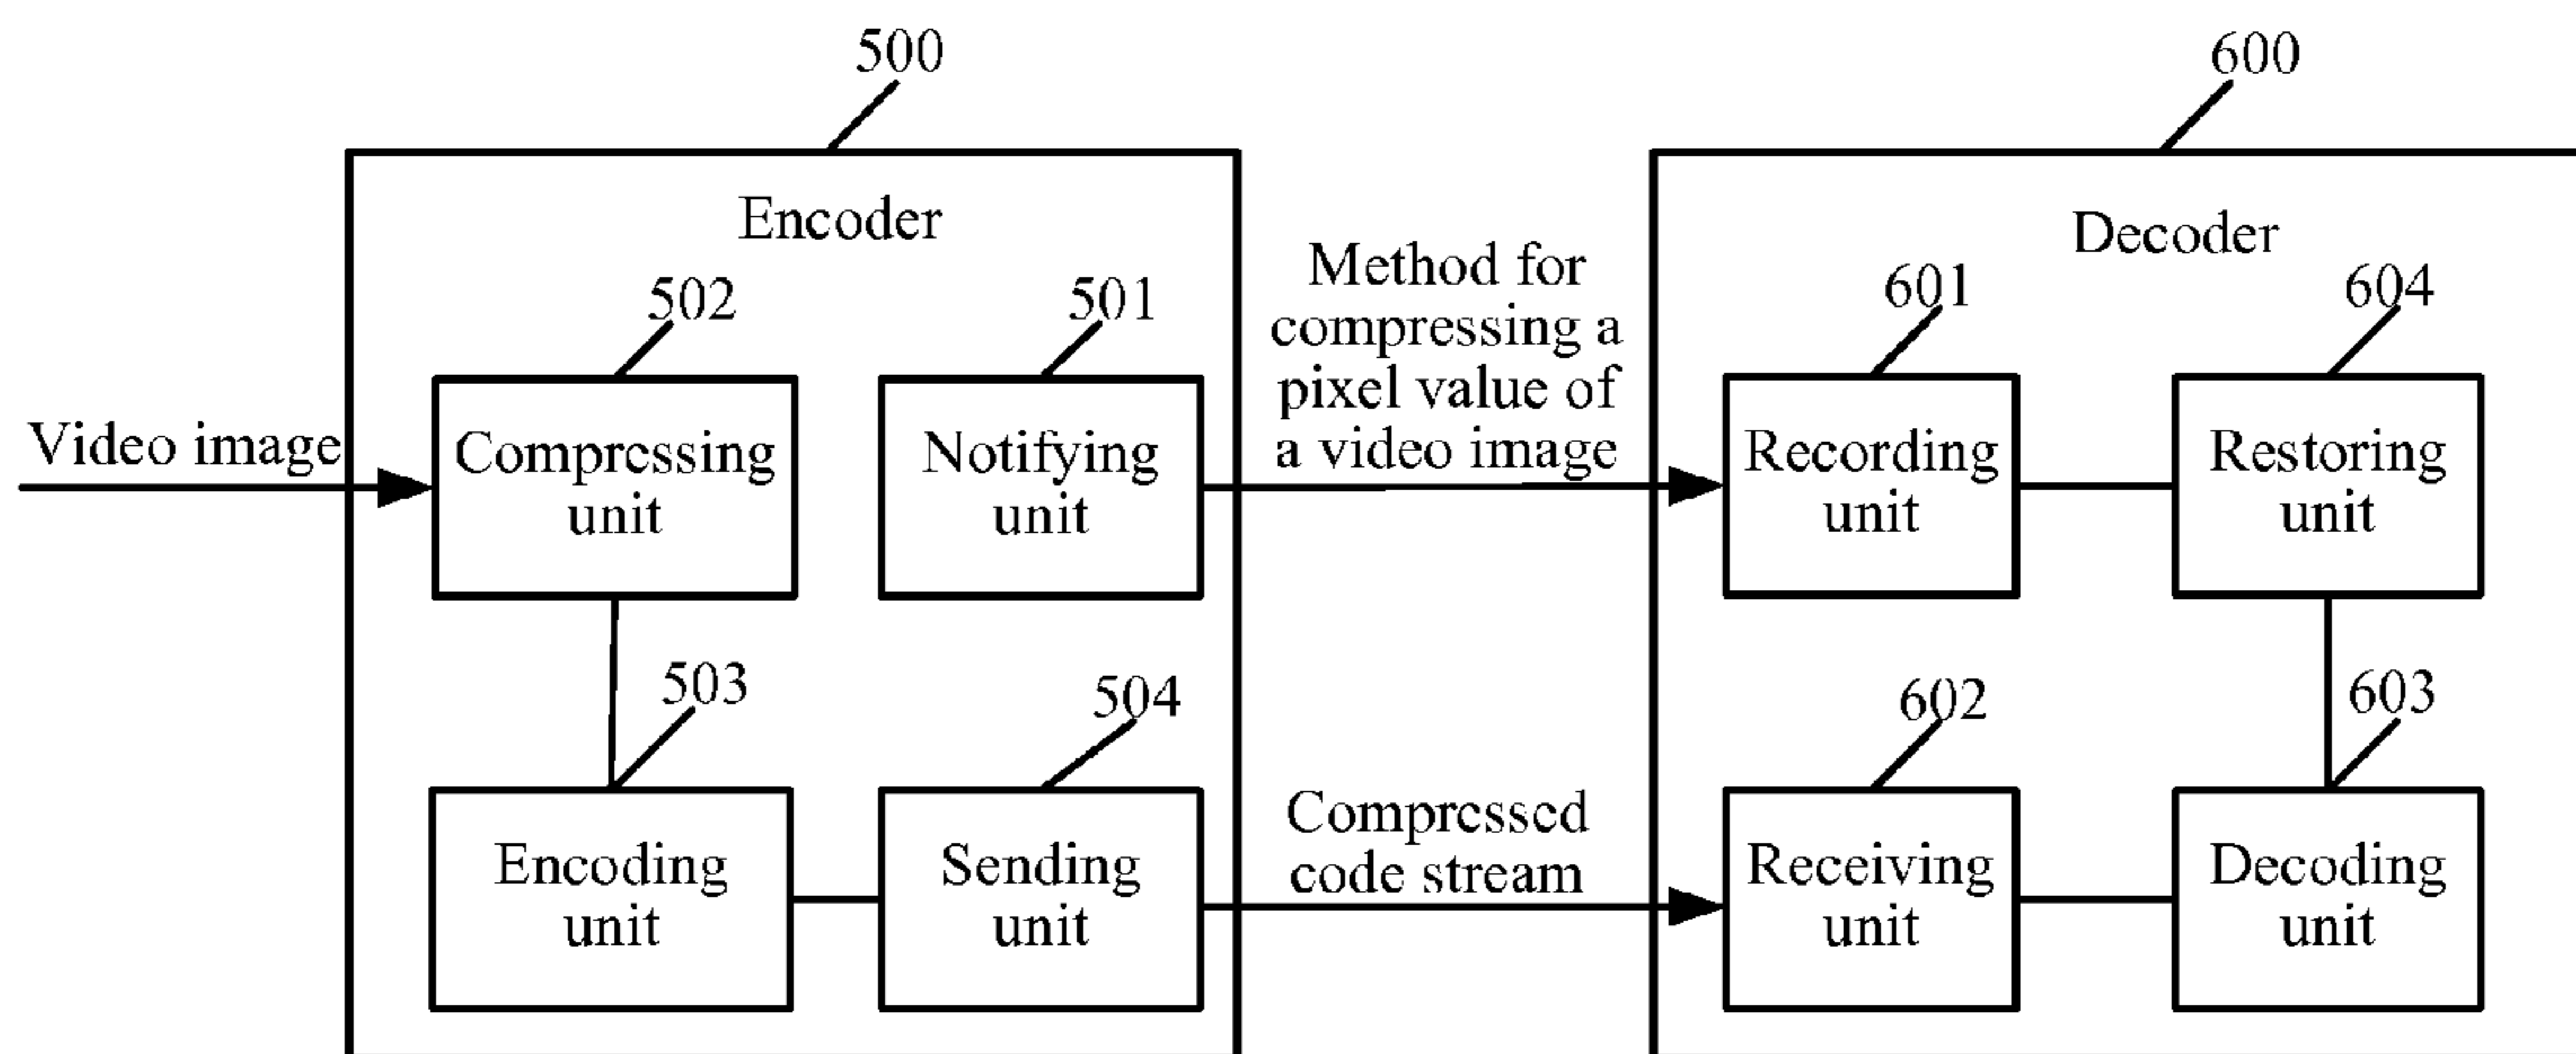 500
600
Encoder
Decoder
Method for
compressing a
pixel value of
a video image
502
501
601
604
Video image
Compressing
unit
Notifying
unit
Recording
unit
Restoring
unit
503
504
602
603
Encoding
unit
Sending
unit
Compressed
code stream
Receiving
unit
Decoding
unit